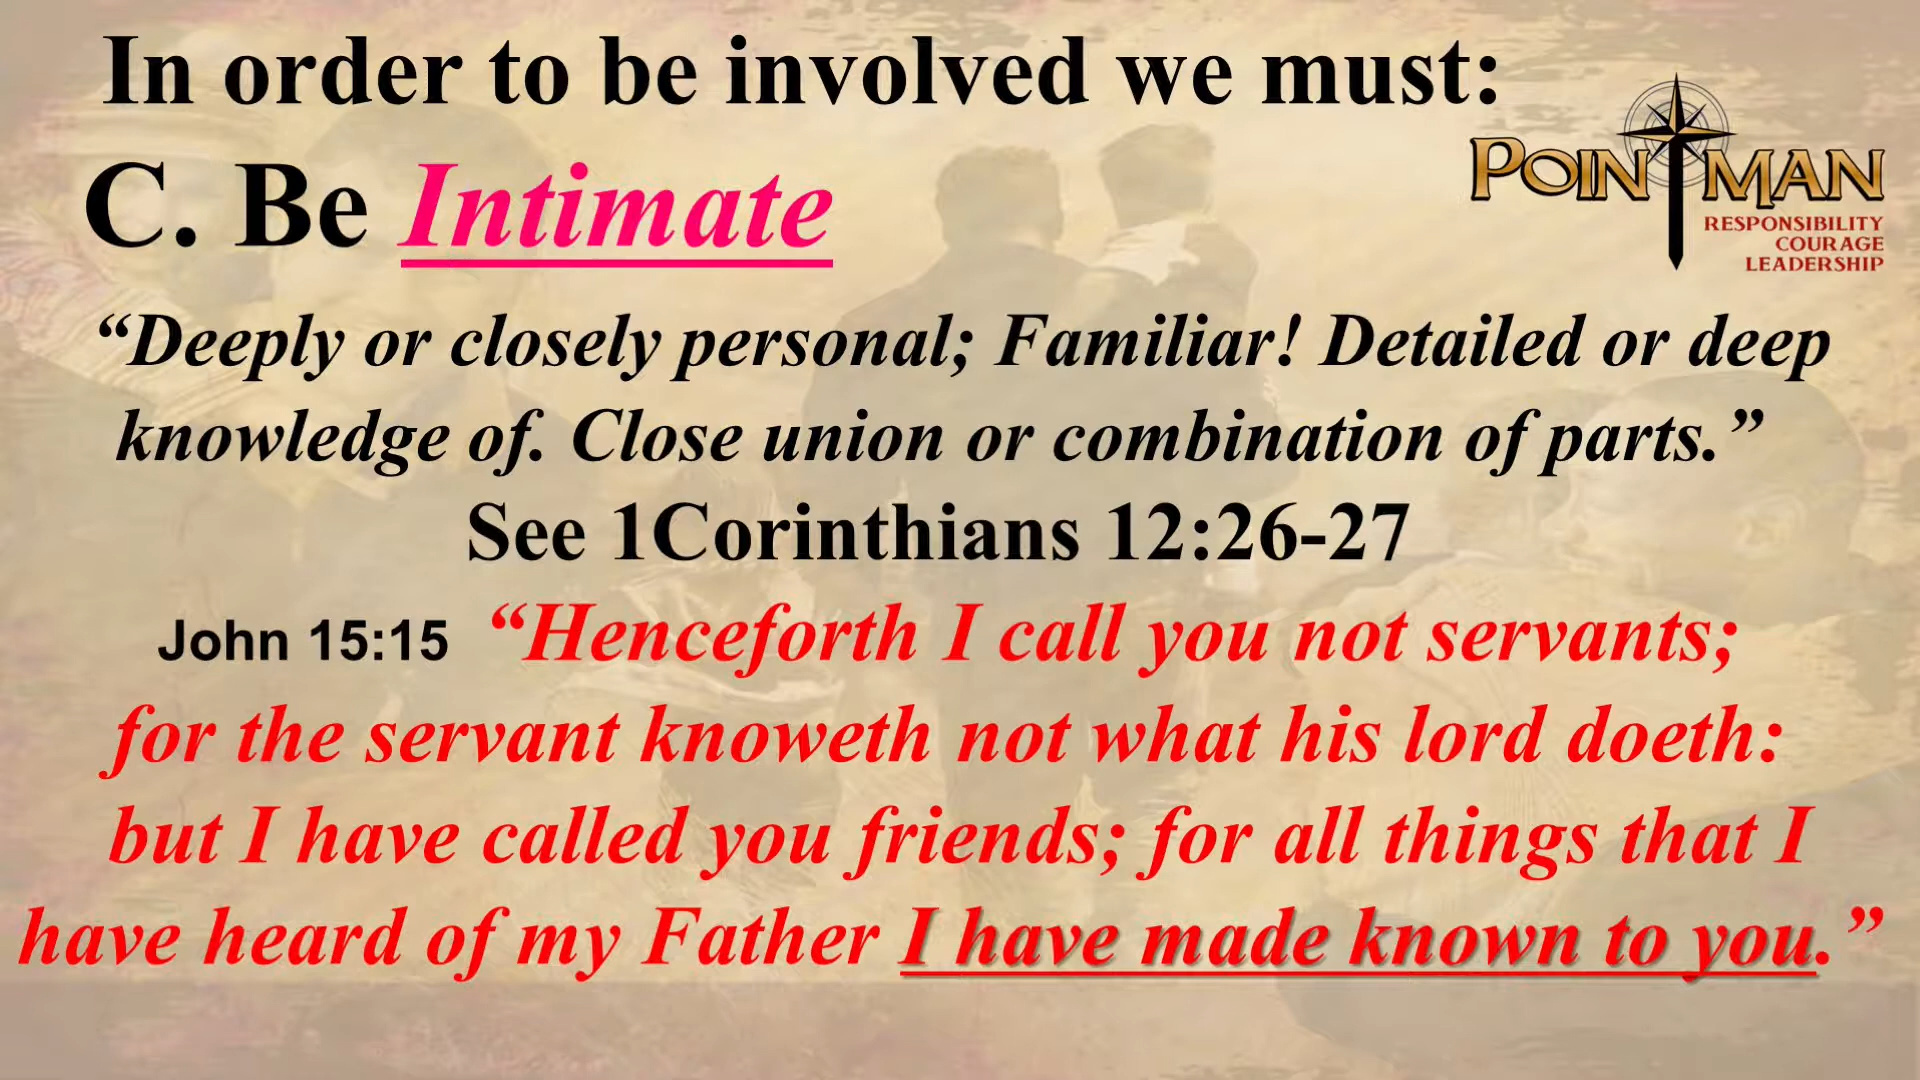 In order to be involved we must:
C. Be Intimate
POINTMAN
RESPONSIBILITY
COURAGE
LEADERSHIP
“Deeply or closely personal; Familiar! Detailed or deep
knowledge of. Close union or combination of parts.”
See 1Corinthians 12:26-27
John 15:15 “Henceforth I call you not servants;
for the servant knoweth not what his lord doeth:
but I have called you friends; for all things that I
have heard of my Father I have made known to you.”